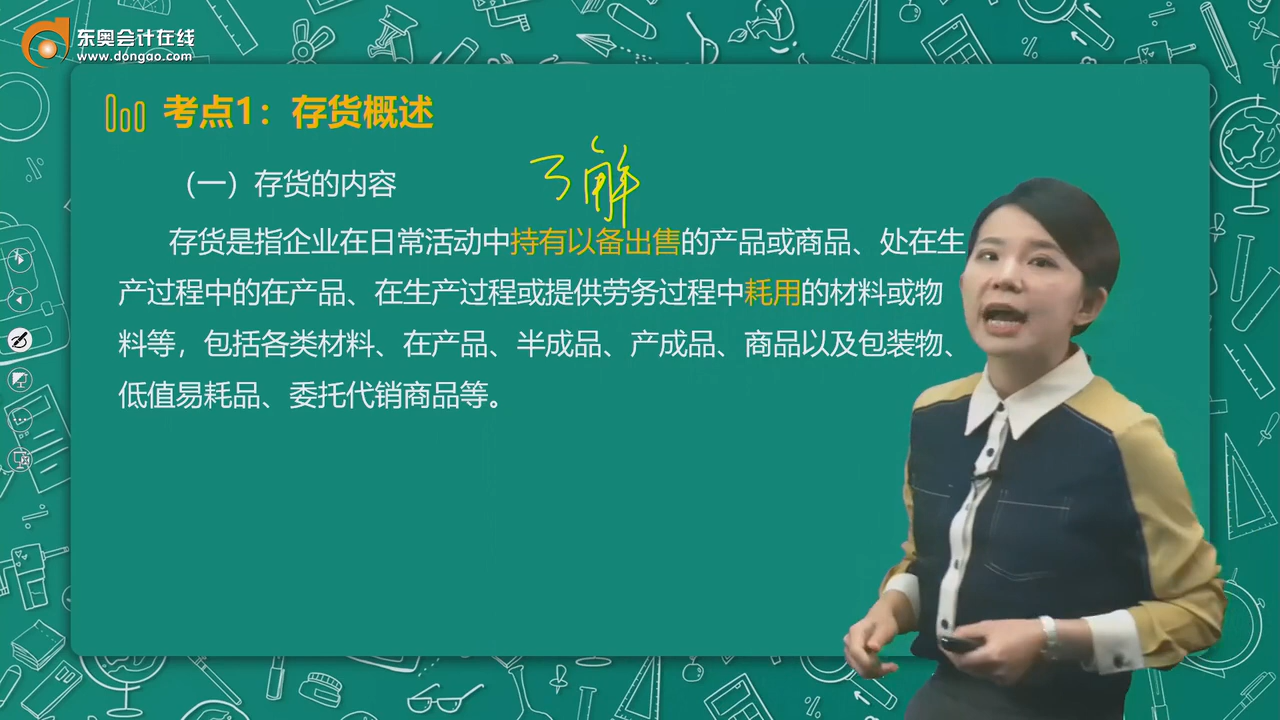 东奥会计在线
www.dongao.com
考点1：存货概述
（一）存货的内容
了解
存货是指企业在日常活动中持有以备出售的产品或商品、处在生
产过程中的在产品、在生产过程或提供劳务过程中耗用的材料或物
料等，包括各类材料、在产品、半成品、产成品、商品以及包装物、
低值易耗品、委托代销商品等。